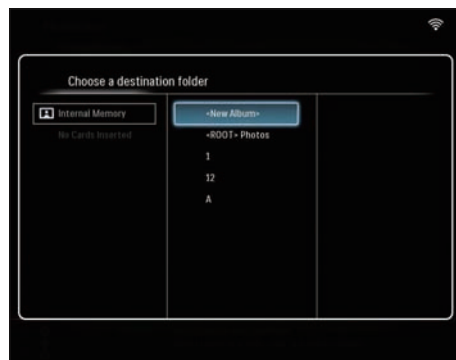 Choose a destination folder
Internal Memory
No Cards Inserted
<New Album>
<ROOT> Photos
1
12
A